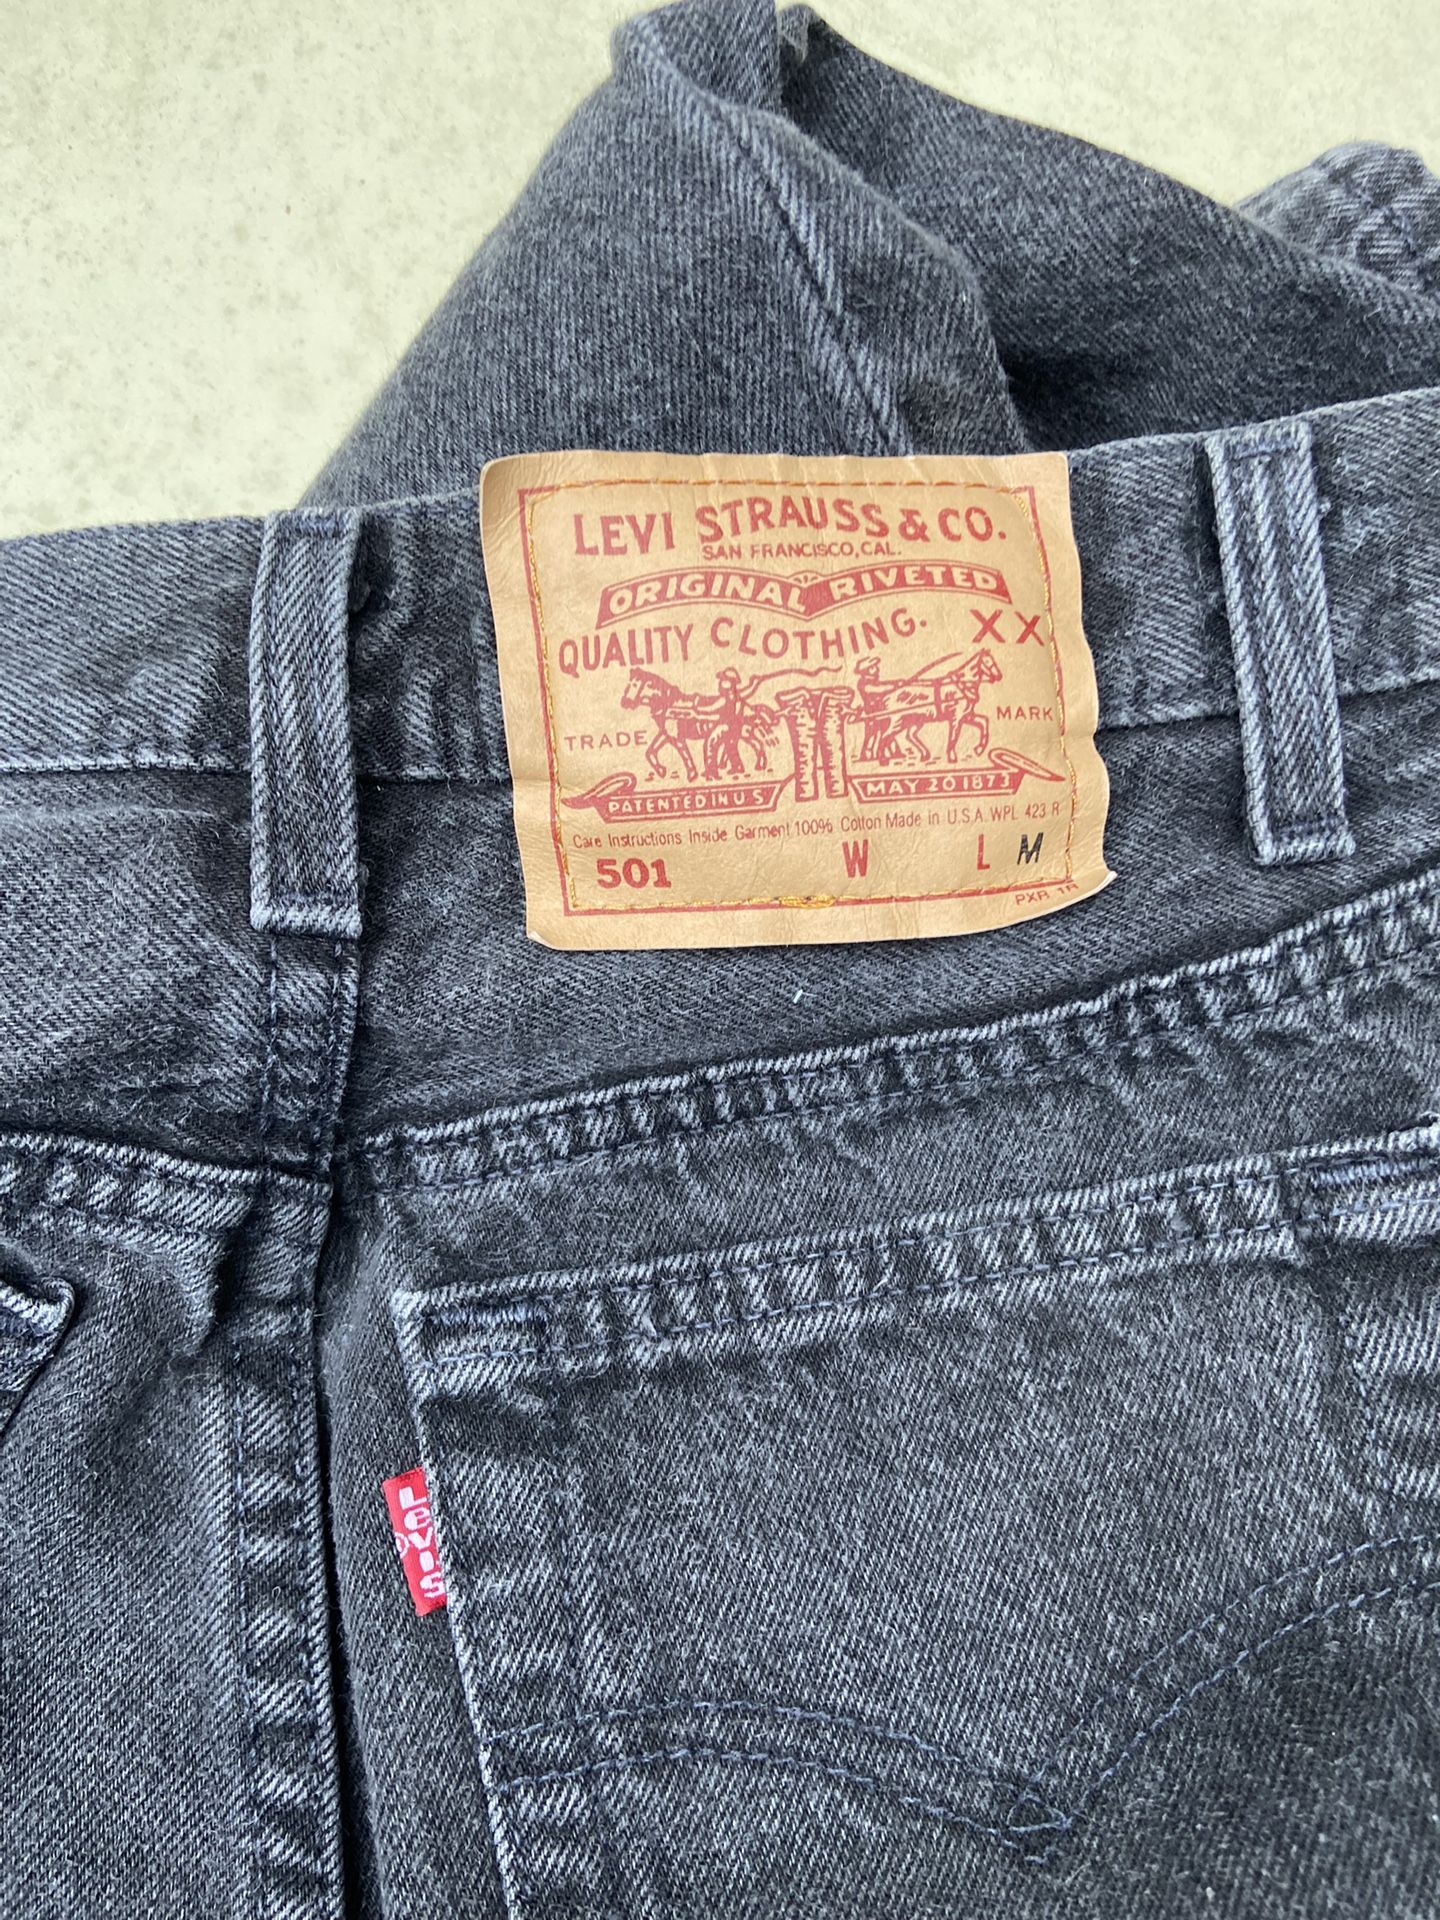 LEVI STRAUSS & CO.
SAN FRANCISCO, CAL.
ORIGINAL RIVETED
QUALITY CLOTHING. XX
TRADE MARK
PATENTED IN U S MAY 20 1873
Care Instructions Inside Garment 100% Cotton Made in U.S.A. WPL 423 R
501 W L M
PXR 1R
LeVI'S